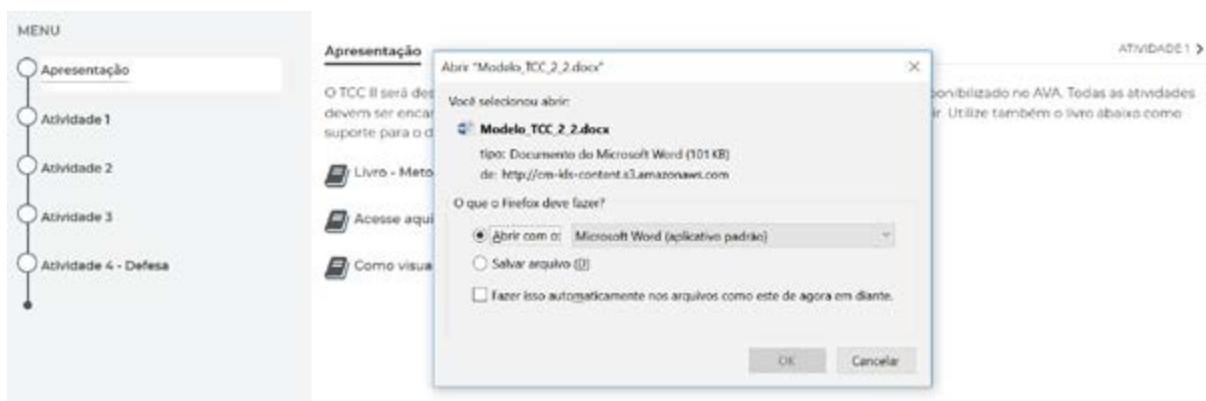 MENU
Apresentação
Atividade 1
Atividade 2
Atividade 3
Atividade 4 - Defesa
Apresentação
ATIVIDADE 1
O TCC II será des
devem ser encar
suporte para o d
ponibilizado no AVA. Todas as atividades
ir. Utilize também o livro abaixo como
Livro - Meto
Acesse aqui
Como visua
Abrir "Modelo_TCC_2_2.docx"
Você selecionou abrir:
Modelo_TCC_2_2.docx
tipo: Documento do Microsoft Word (101 KB)
de: http://cm-kls-content.s3.amazonaws.com
O que o Firefox deve fazer?
Abrir com o: Microsoft Word (aplicativo padrão)
Salvar arquivo (D)
Fazer isso automaticamente nos arquivos como este de agora em diante.
OK
Cancelar